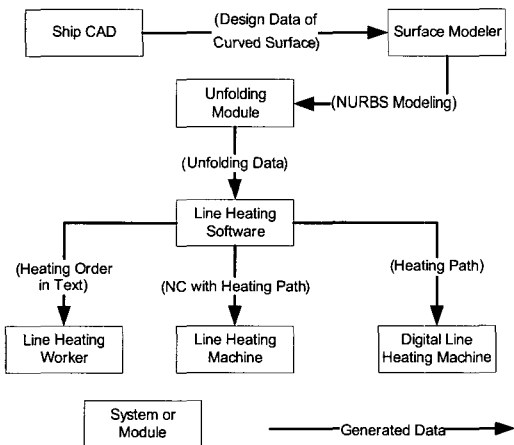 Ship CAD
(Design Data of
Curved Surface)
Surface Modeler
Unfolding
Module
(NURBS Modeling)
(Unfolding Data)
Line Heating
Software
(Heating Order
in Text)
(NC with Heating Path)
(Heating Path)
Line Heating
Worker
Line Heating
Machine
Digital Line
Heating Machine
System or
Module
Generated Data